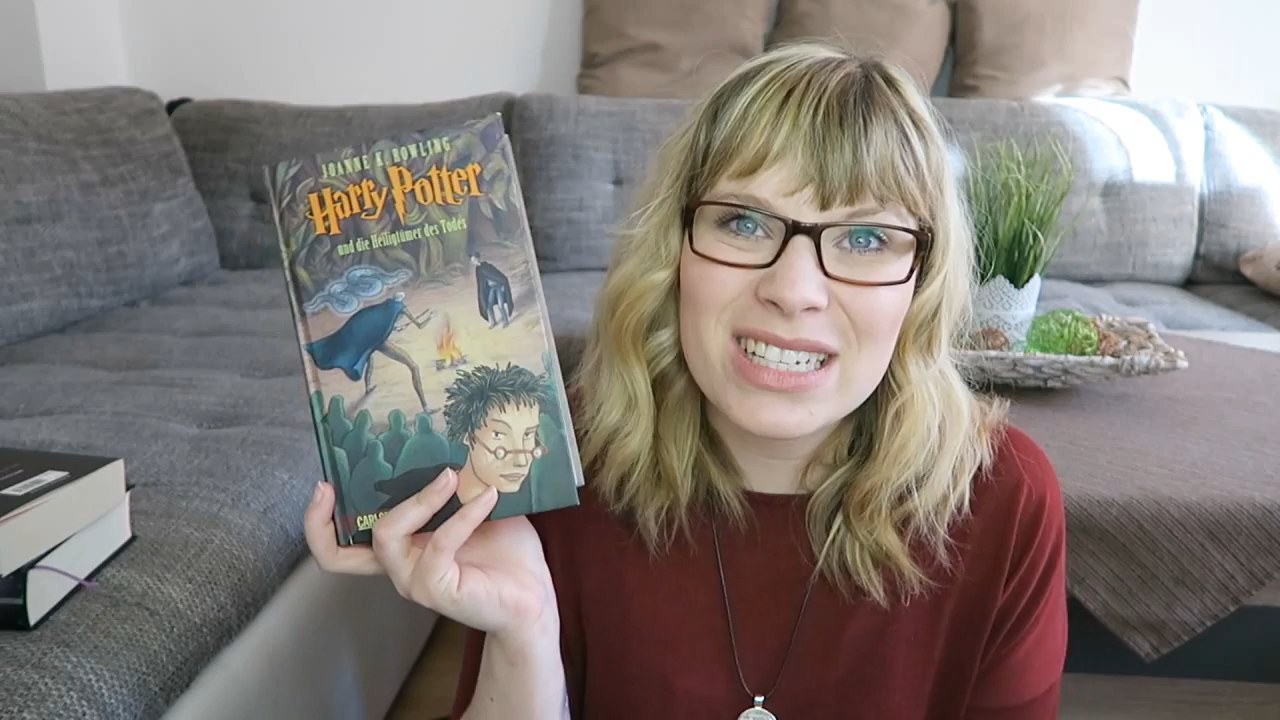 JOANNE K. ROWLING
Harry Potter
und die Heiligtümer des Todes